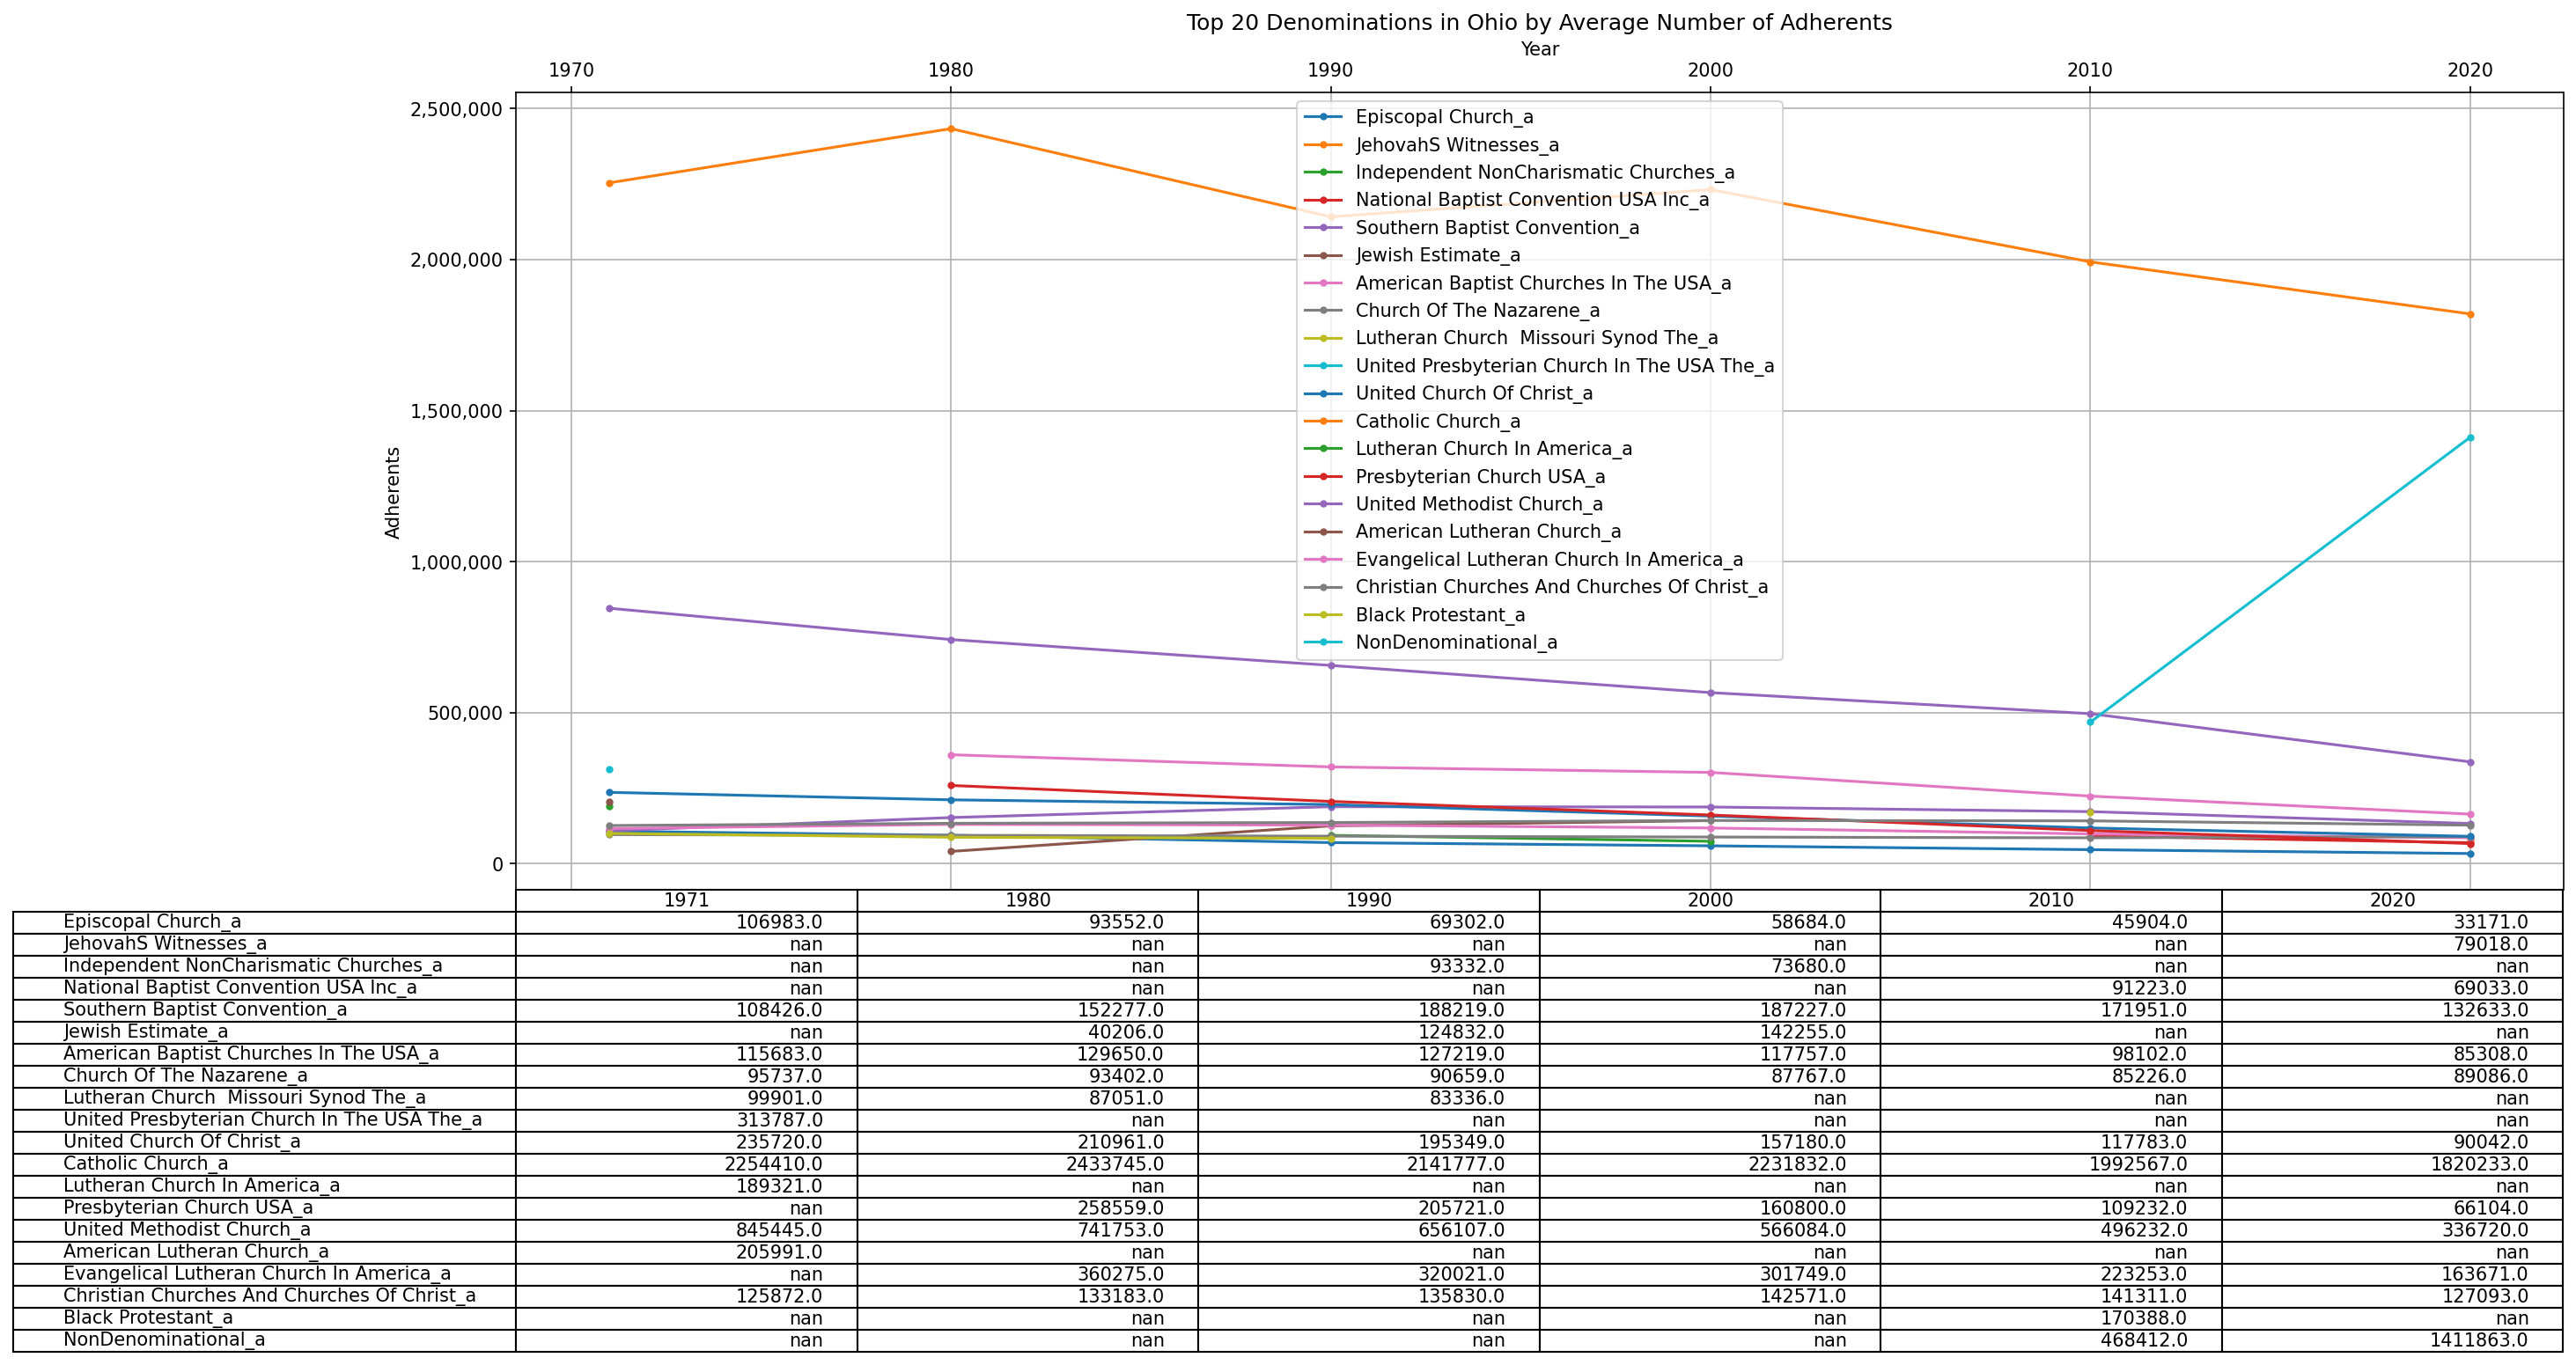 Top 20 Denominations in Ohio by Average Number of Adherents
Year
1970 1980 1990 2000 2010 2020
2,500,000
2,000,000
1,500,000
1,000,000
500,000
0
Adherents
Episcopal Church_a
JehovahS Witnesses_a
Independent NonCharismatic Churches_a
National Baptist Convention USA Inc_a
Southern Baptist Convention_a
Jewish Estimate_a
American Baptist Churches In The USA_a
Church Of The Nazarene_a
Lutheran Church  Missouri Synod The_a
United Presbyterian Church In The USA The_a
United Church Of Christ_a
Catholic Church_a
Lutheran Church In America_a
Presbyterian Church USA_a
United Methodist Church_a
American Lutheran Church_a
Evangelical Lutheran Church In America_a
Christian Churches And Churches Of Christ_a
Black Protestant_a
NonDenominational_a
1971 1980 1990 2000 2010 2020
Episcopal Church_a 106983.0 93552.0 69302.0 58684.0 45904.0 33171.0
JehovahS Witnesses_a nan nan nan nan nan 79018.0
Independent NonCharismatic Churches_a nan nan 93332.0 73680.0 nan nan
National Baptist Convention USA Inc_a nan nan nan nan 91223.0 69033.0
Southern Baptist Convention_a 108426.0 152277.0 188219.0 187227.0 171951.0 132633.0
Jewish Estimate_a nan 40206.0 124832.0 142255.0 nan nan
American Baptist Churches In The USA_a 115683.0 129650.0 127219.0 117757.0 98102.0 85308.0
Church Of The Nazarene_a 95737.0 93402.0 90659.0 87767.0 85226.0 89086.0
Lutheran Church  Missouri Synod The_a 99901.0 87051.0 83336.0 nan nan nan
United Presbyterian Church In The USA The_a 313787.0 nan nan nan nan nan
United Church Of Christ_a 235720.0 210961.0 195349.0 157180.0 117783.0 90042.0
Catholic Church_a 2254410.0 2433745.0 2141777.0 2231832.0 1992567.0 1820233.0
Lutheran Church In America_a 189321.0 nan nan nan nan nan
Presbyterian Church USA_a nan 258559.0 205721.0 160800.0 109232.0 66104.0
United Methodist Church_a 845445.0 741753.0 656107.0 566084.0 496232.0 336720.0
American Lutheran Church_a 205991.0 nan nan nan nan nan
Evangelical Lutheran Church In America_a nan 360275.0 320021.0 301749.0 223253.0 163671.0
Christian Churches And Churches Of Christ_a 125872.0 133183.0 135830.0 142571.0 141311.0 127093.0
Black Protestant_a nan nan nan nan 170388.0 nan
NonDenominational_a nan nan nan nan 468412.0 1411863.0